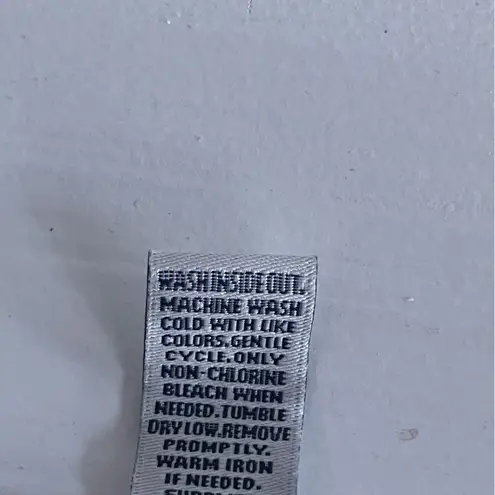 WASH INSIDE OUT.
MACHINE WASH
COLD WITH LIKE
COLORS.GENTLE
CYCLE.ONLY
NON-CHLORINE
BLEACH WHEN
NEEDED.TUMBLE
DRY LOW.REMOVE
PROMPTLY.
WARM IRON
IF NEEDED.